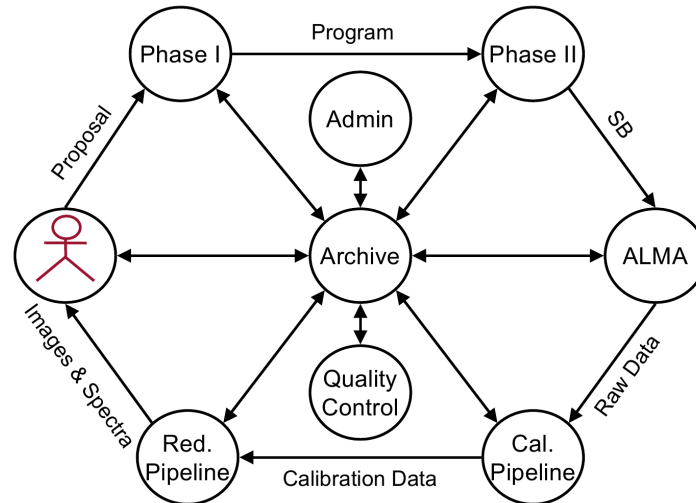 Program
Phase I
Phase II
Proposal
Admin
SB
Archive
ALMA
Images & Spectra
Quality
Control
Raw Data
Red.
Pipeline
Cal.
Pipeline
Calibration Data